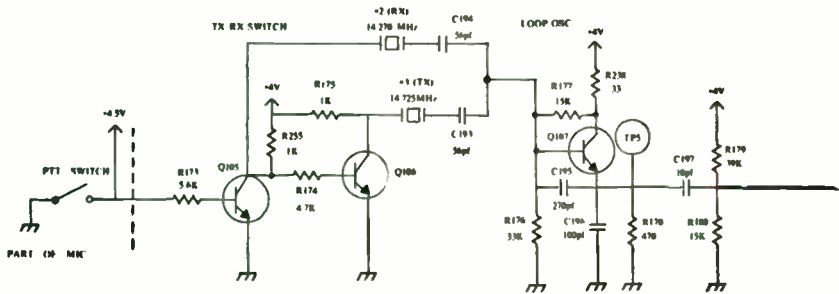 TX RX SWITCH
×2 (RX)
14.270 MHz
C194
56pf
LOOP OSC
+4V
R238
33
R177
15K
+4V
R175
1K
×3 (TX)
14.725MHz
C193
56pf
+4V
R255
1K
Q107
TP5
C197
10pf
R179
39K
+4.5V
PTT SWITCH
R173
5.6K
Q105
R174
4.7K
Q106
C195
270pf
R176
33K
C196
100pf
R178
470
R180
15K
PART OF MIC